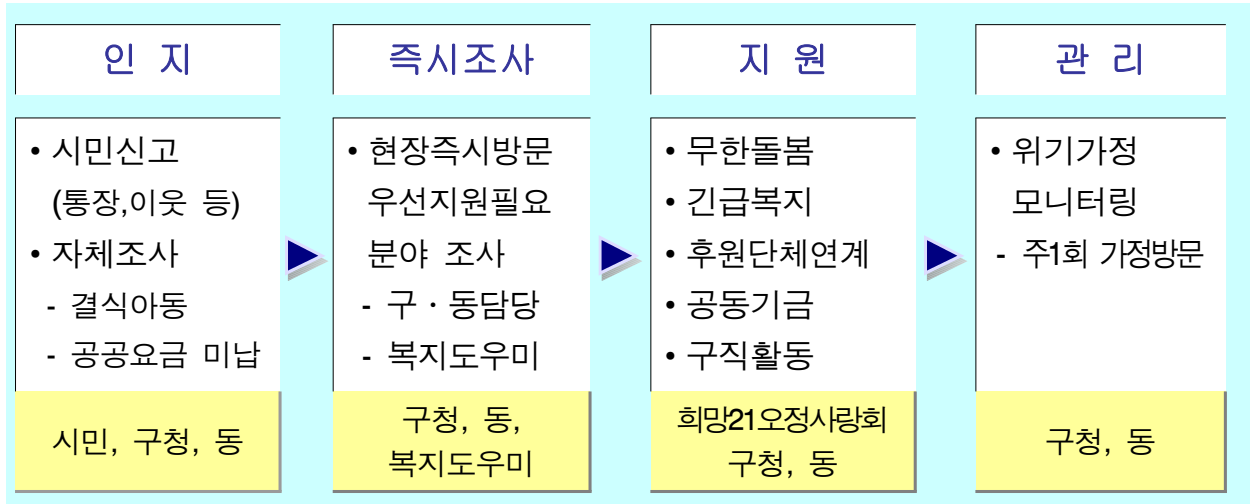 인 지
• 시민신고
(통장,이웃 등)
• 자체조사
- 결식아동
- 공공요금 미납
시민, 구청, 동
즉시조사
• 현장즉시방문
우선지원필요
분야 조사
- 구·동담당
- 복지도우미
구청, 동,
복지도우미
지 원
• 무한돌봄
• 긴급복지
• 후원단체연계
• 공동기금
• 구직활동
희망21오정사랑회
구청, 동
관 리
• 위기가정
모니터링
- 주1회 가정방문
구청, 동